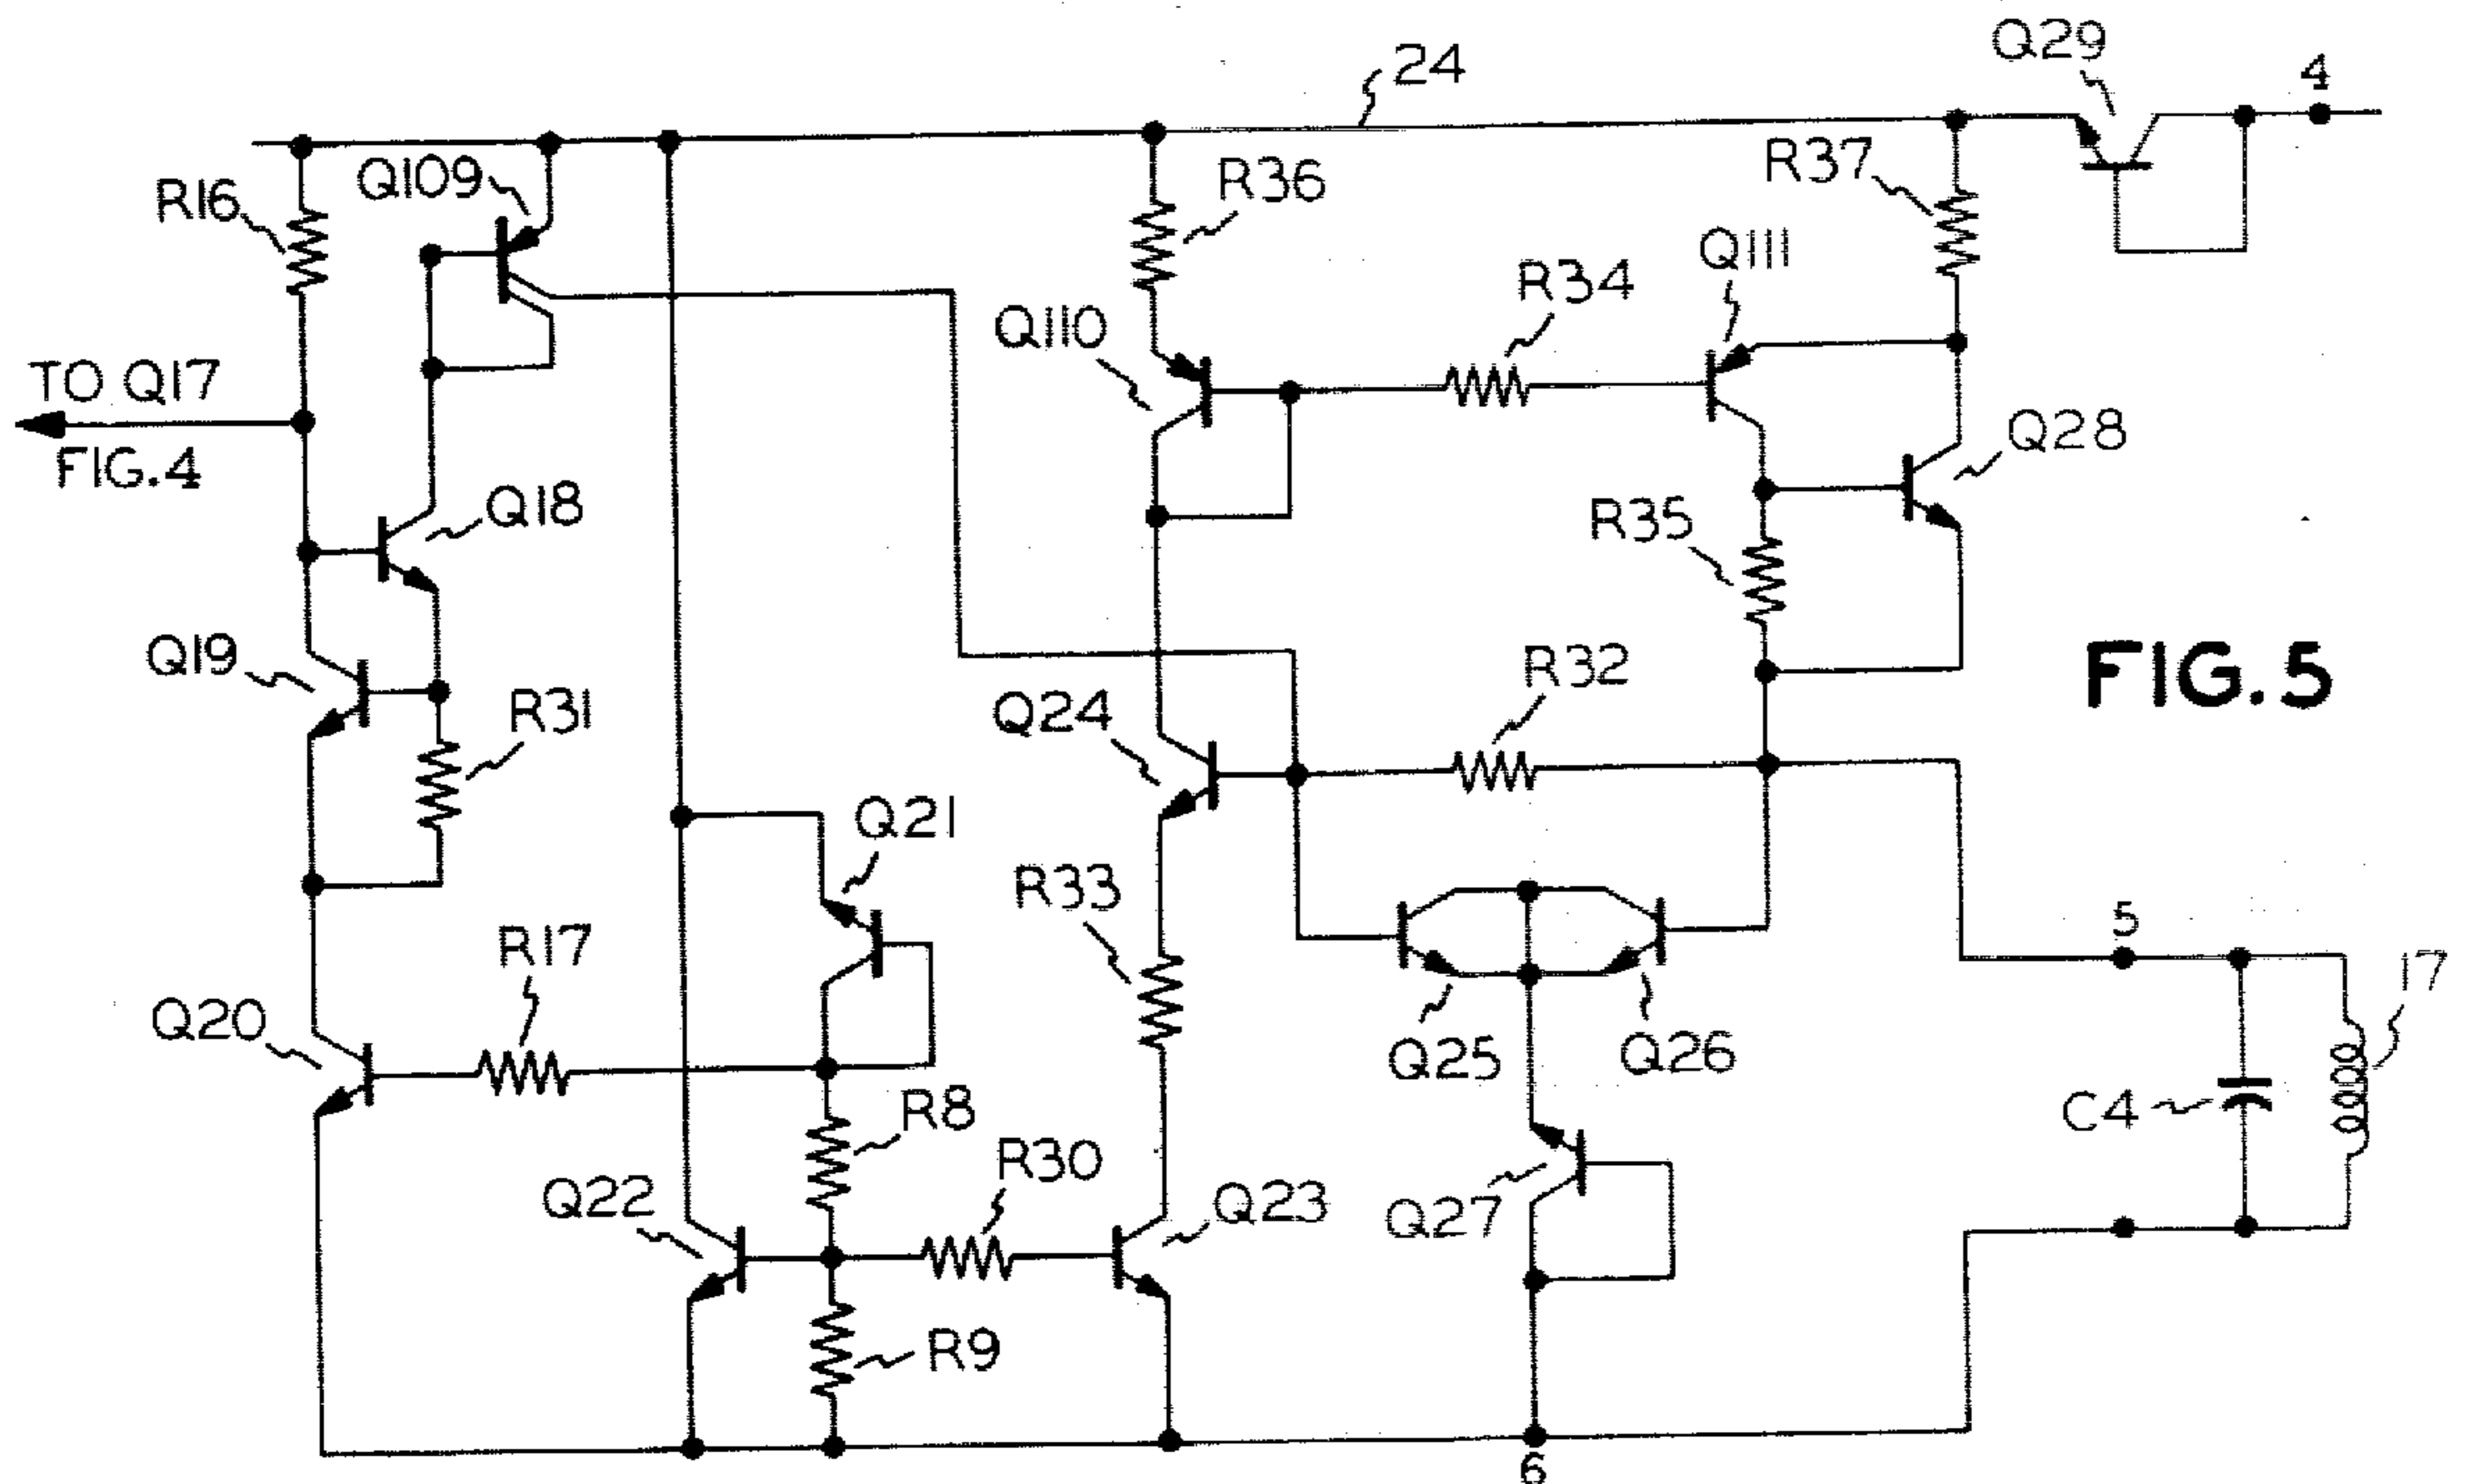 Q29
4
24
Q109
R16
R36
R37
Q111
R34
Q110
TO Q17
FIG.4
Q28
Q18
R35
Q19
R31
R32
FIG.5
Q24
Q21
R33
R17
5
17
Q20
Q25
Q26
R8
C4
R30
Q22
Q27
Q23
R9
6